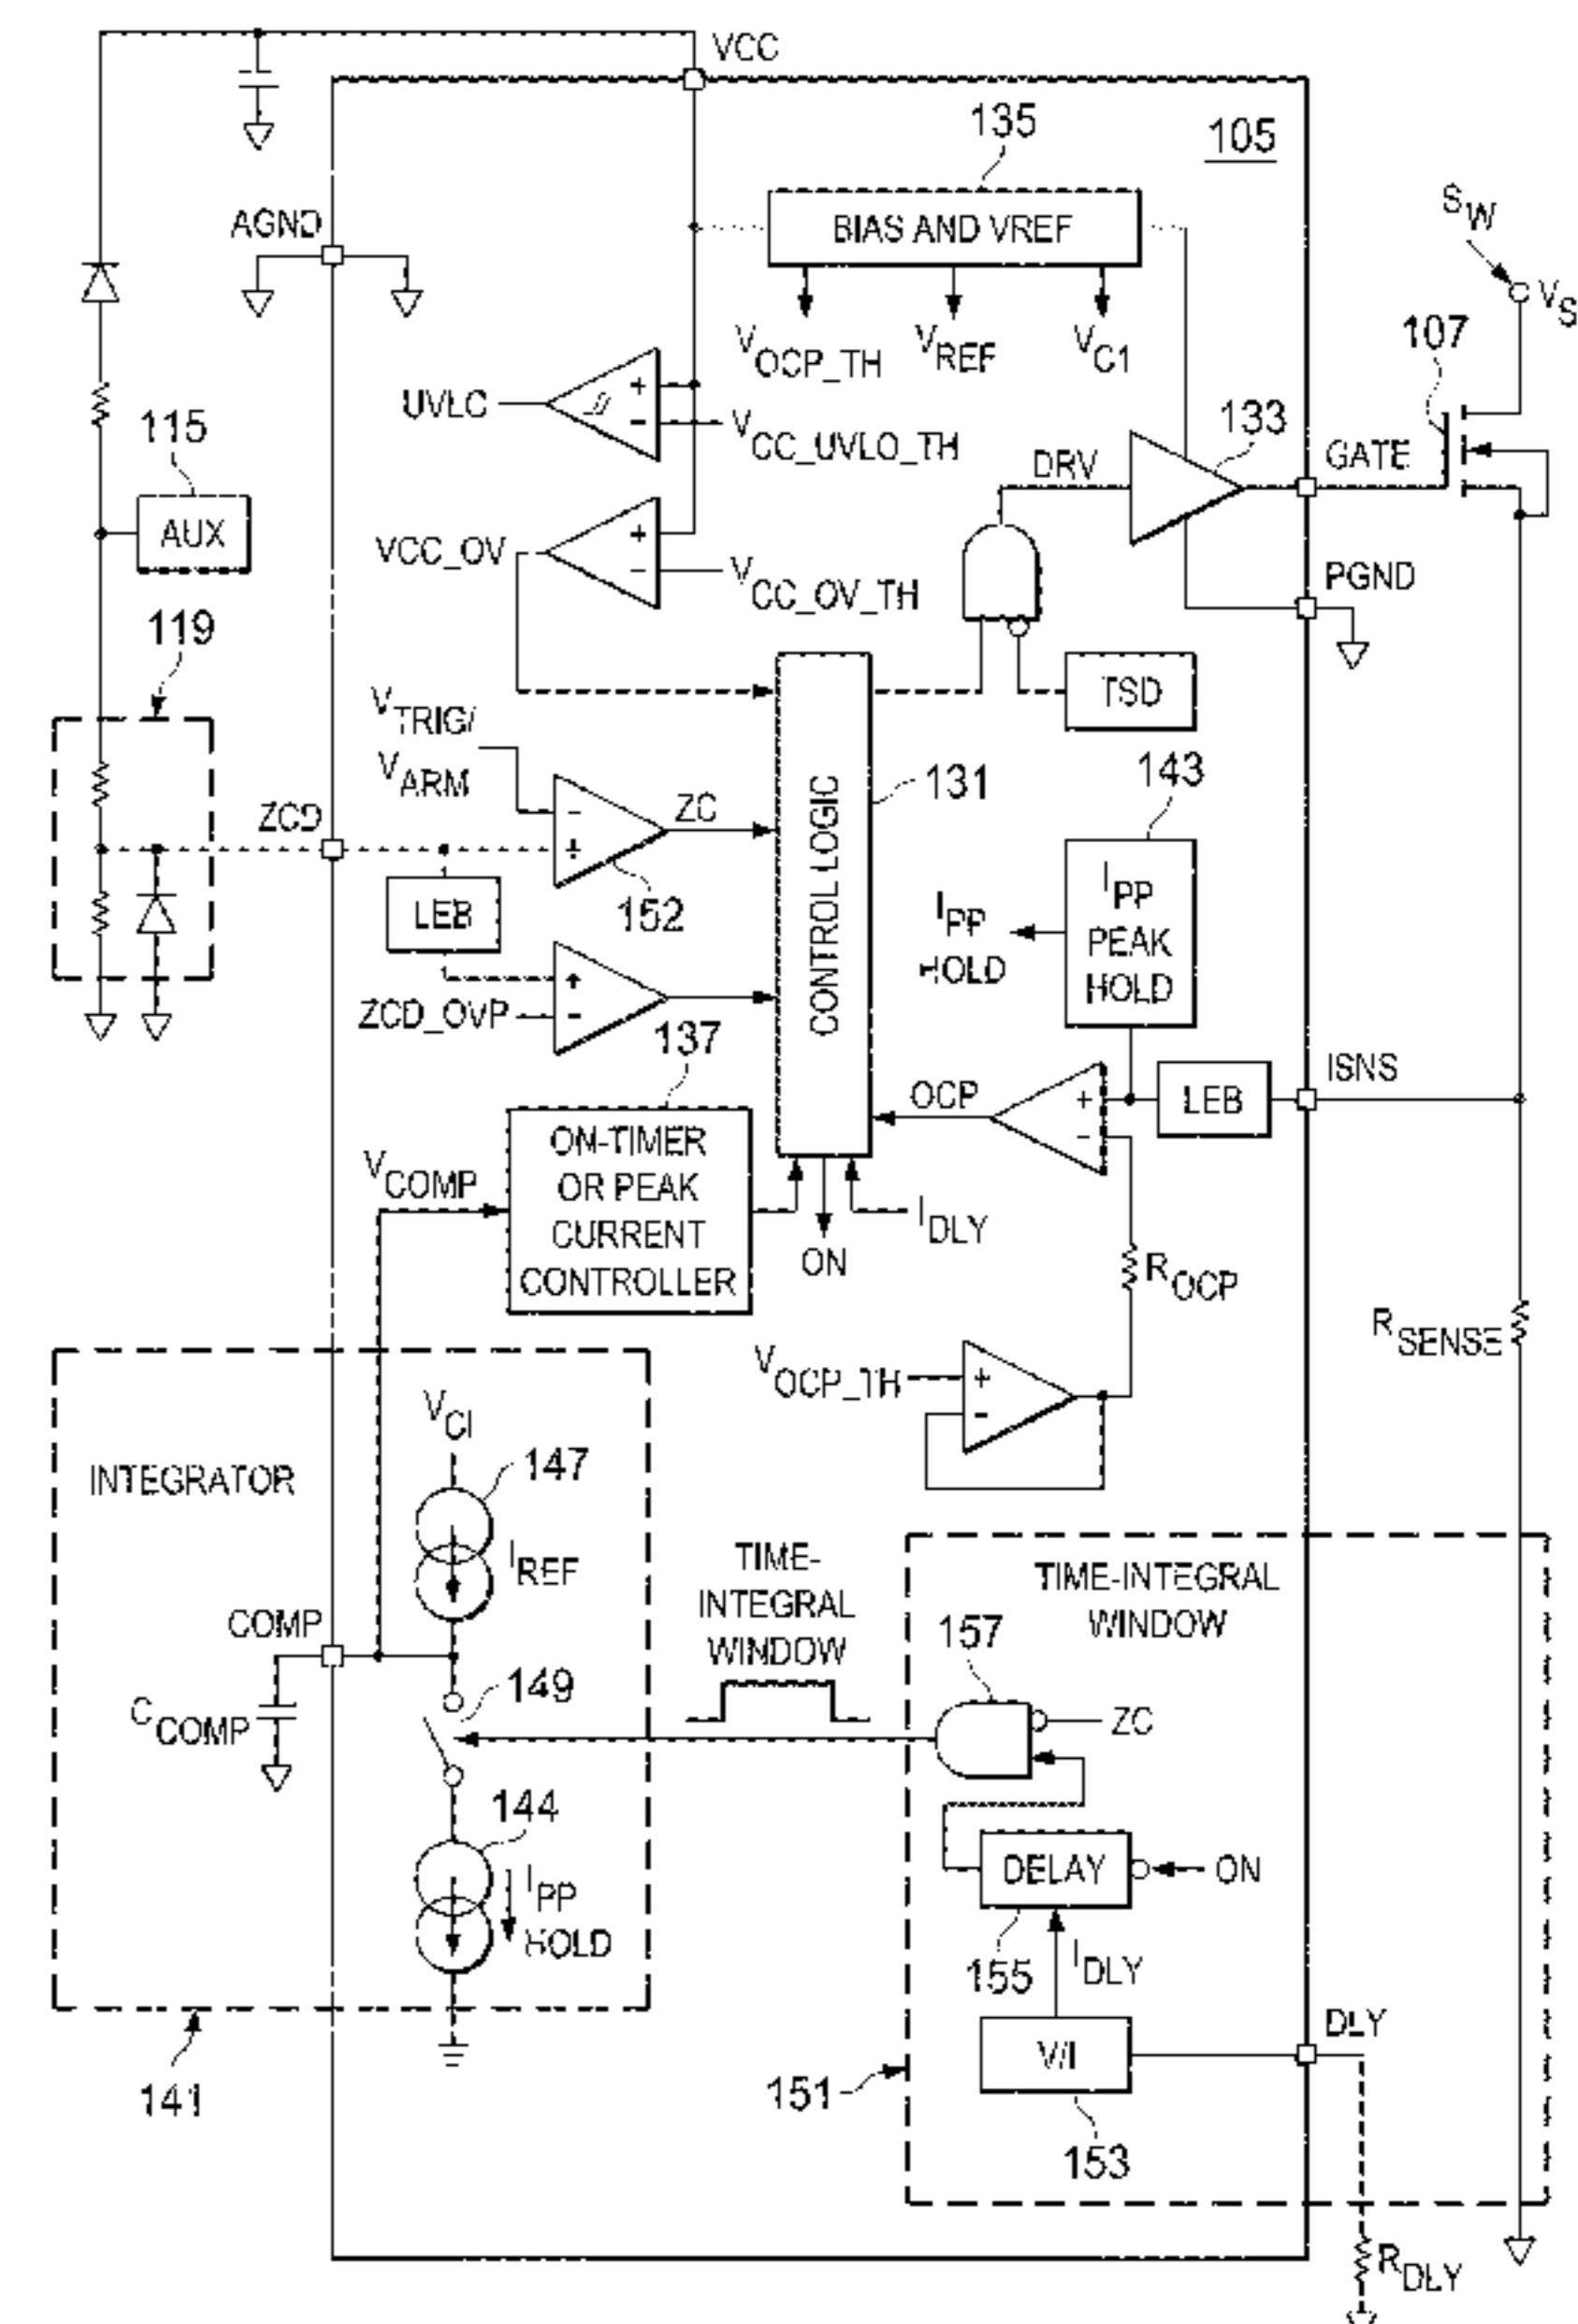 VCC
135
105
AGND
BIAS AND VREF
SW
VS
VOCP_TH
VREF
VC1
107
UVLC
VCC_UVLO_TH
115
133
DRV
GATE
AUX
VCC_OV
VCC_OV_TH
PGND
119
TSD
VTRIG/
VARM
143
131
ZCD
ZC
CONTROL LOGIC
LEB
152
IPP
HOLD
IPP
PEAK
HOLD
ZCD_OVP
137
ISNS
OCP
LEB
ON-TIMER
OR PEAK
CURRENT
CONTROLLER
VCOMP
IDLY
ON
ROCP
RSENSE
VOCP_TH
VCI
147
INTEGRATOR
IREF
TIME-
INTEGRAL
WINDOW
TIME-INTEGRAL
WINDOW
COMP
157
149
CCOMP
ZC
144
IPP
HOLD
DELAY
ON
155
IDLY
DLY
V/I
141
151
153
RDLY